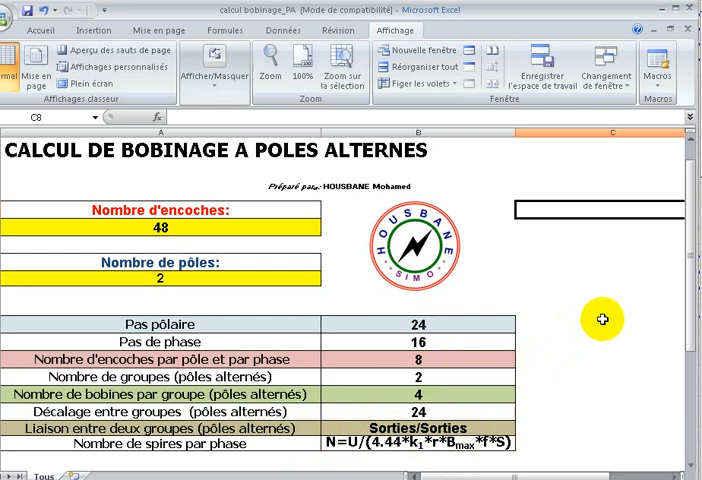 calcul bobinage_PA [Mode de compatibilité] - Microsoft Excel
Accueil Insertion Mise en page Formules Données Révision Affichage
Mise en page
Aperçu des sauts de page
Affichages personnalisés
Plein écran
Affichages classeur
Afficher/Masquer
Zoom
100%
Zoom sur la sélection
Zoom
Nouvelle fenêtre
Réorganiser tout
Figer les volets
Enregistrer l'espace de travail
Changement de fenêtre
Fenêtre
Macros
Macros
C8
fx
A B C
CALCUL DE BOBINAGE A POLES ALTERNES
HOUSBANE Mohamed
Nombre d'encoches:
48
Nombre de pôles:
2
HOUSBANE
SIMO
Pas pôlaire 24
Pas de phase 16
Nombre d'encoches par pôle et par phase 8
Nombre de groupes (pôles alternés) 2
Nombre de bobines par groupe (pôles alternés) 4
Décalage entre groupes (pôles alternés) 24
Liaison entre deux groupes (pôles alternés) Sorties/Sorties
Nombre de spires par phase N=U/(4.44*k1*r*Bmax*f*S)
Tous